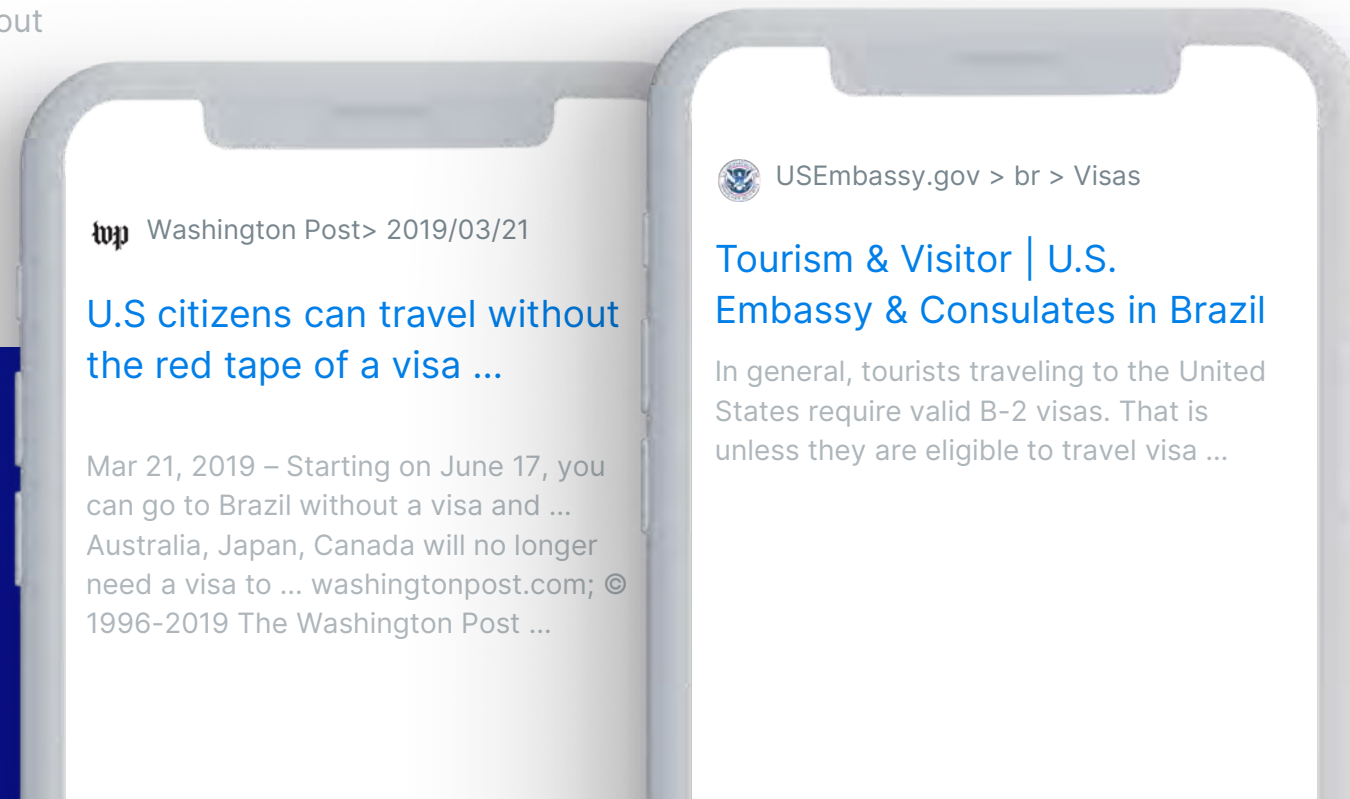 out
wp
Washington Post> 2019/03/21
U.S citizens can travel without
the red tape of a visa ...
Mar 21, 2019 – Starting on June 17, you
can go to Brazil without a visa and ...
Australia, Japan, Canada will no longer
need a visa to ... washingtonpost.com; ©
1996-2019 The Washington Post ...
USEmbassy.gov > br > Visas
Tourism & Visitor | U.S.
Embassy & Consulates in Brazil
In general, tourists traveling to the United
States require valid B-2 visas. That is
unless they are eligible to travel visa ...